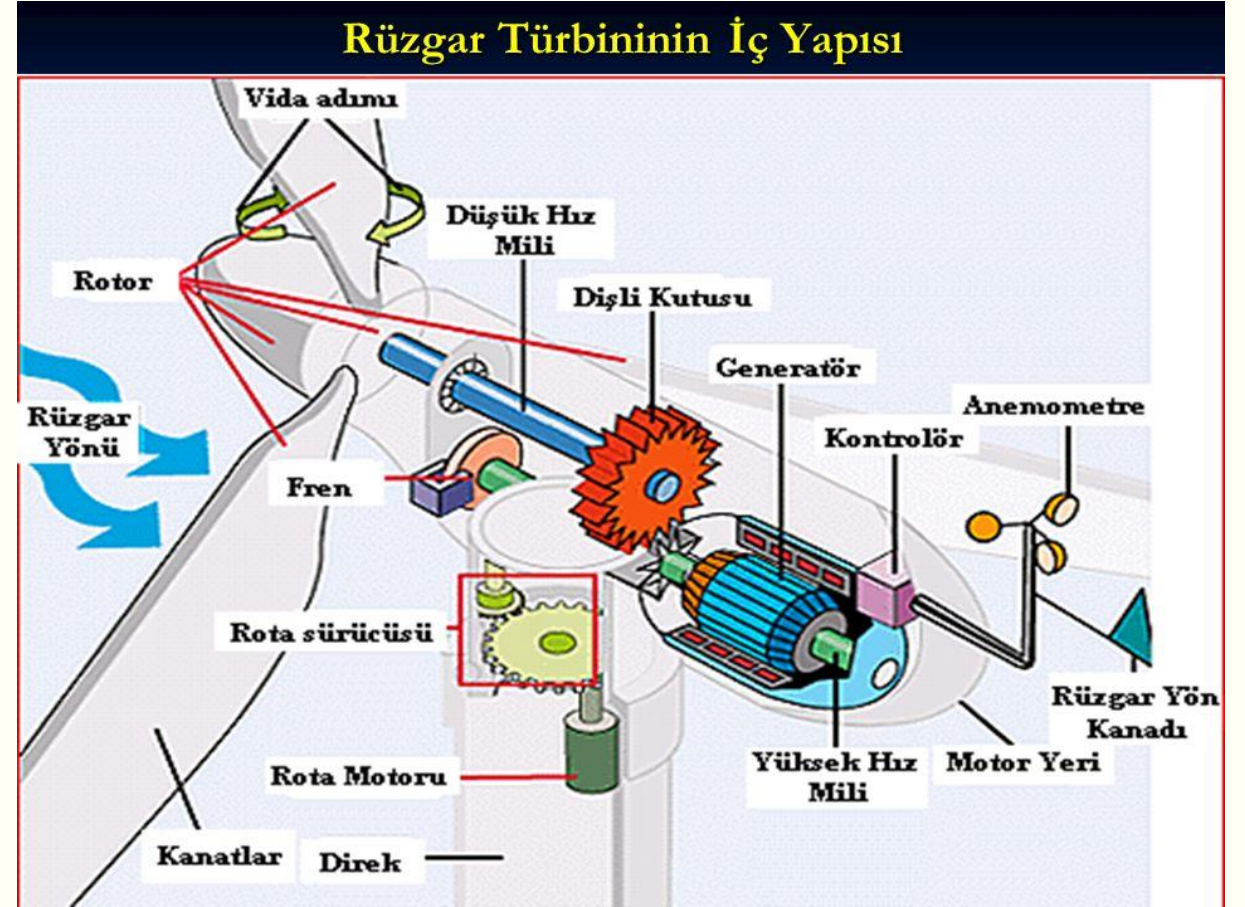 Rüzgar Türbininin İç Yapısı
Vida adımı
Düşük Hız
Mili
Rotor
Dişli Kutusu
Generatör
Anemometre
Rüzgar
Yönü
Kontrolör
Fren
Rota sürücüsü
Rüzgar Yön
Kanadı
Rota Motoru
Yüksek Hız
Mili
Motor Yeri
Kanatlar
Direk